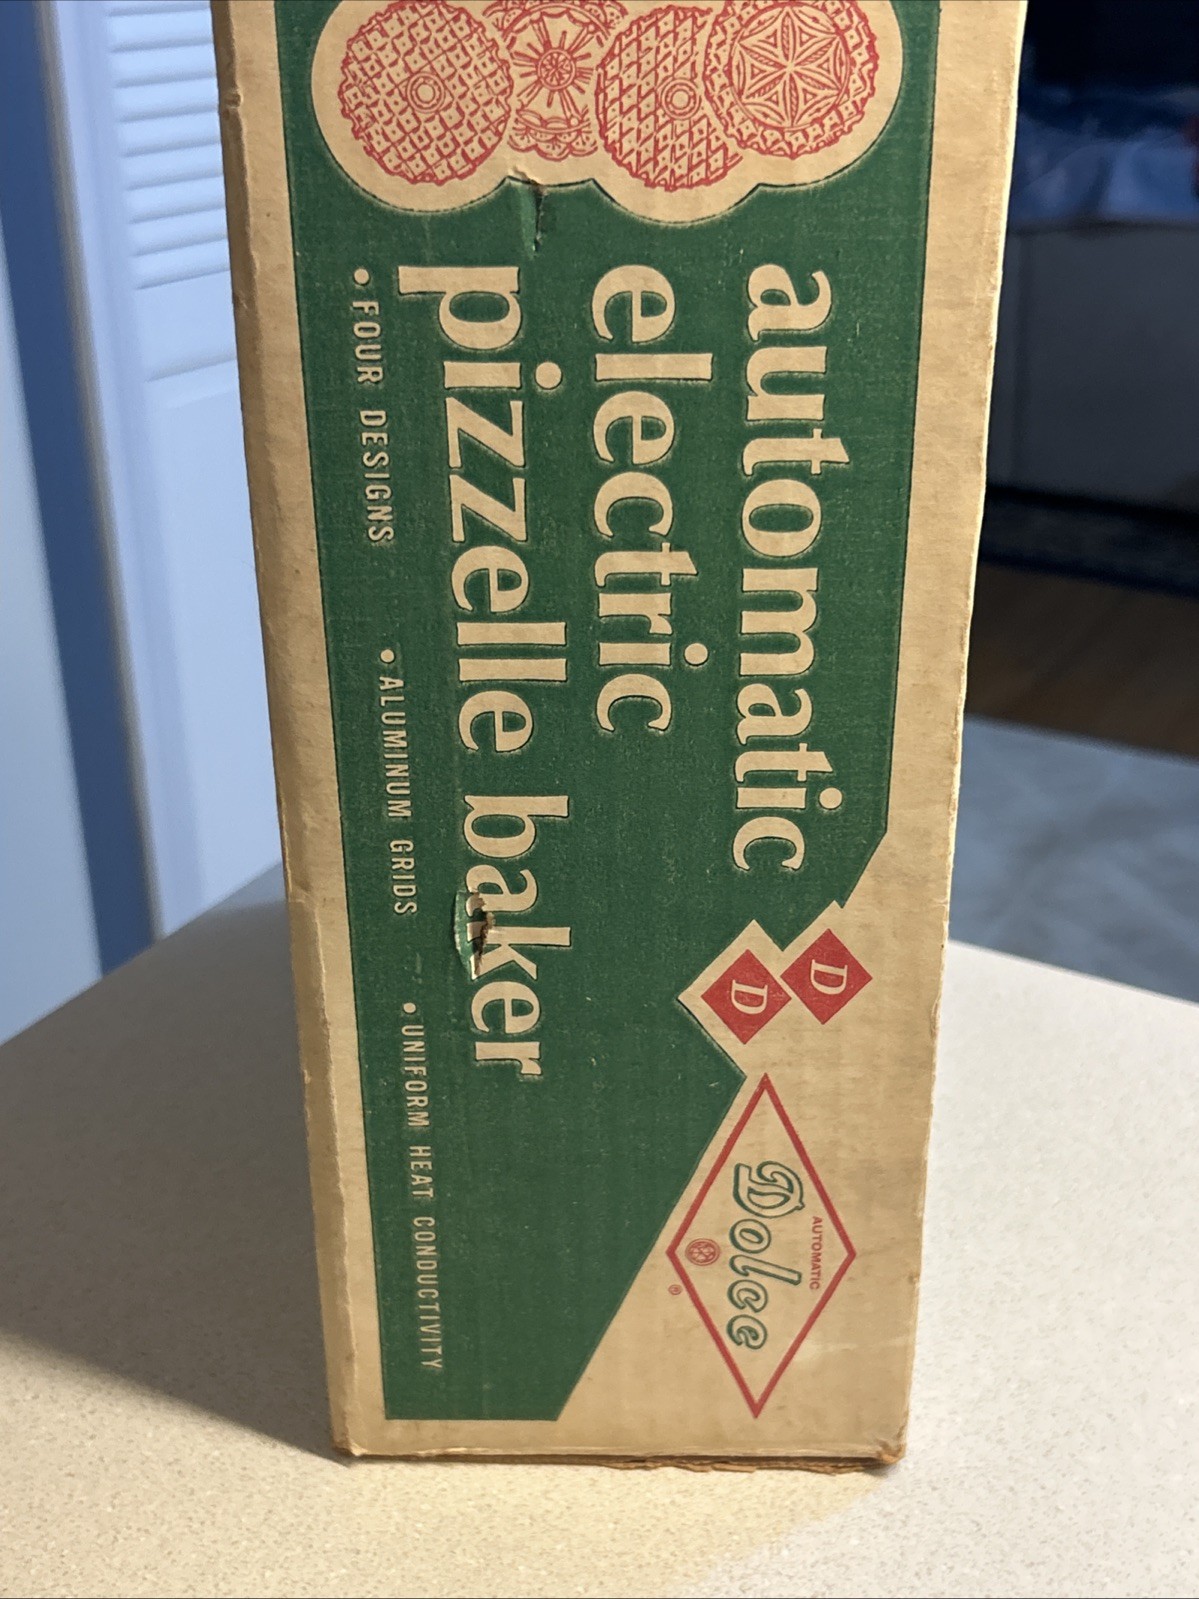 automatic
electric
pizzelle baker
• FOUR DESIGNS • ALUMINUM GRIDS • UNIFORM HEAT CONDUCTIVITY
D
D
AUTOMATIC
Dolce
®